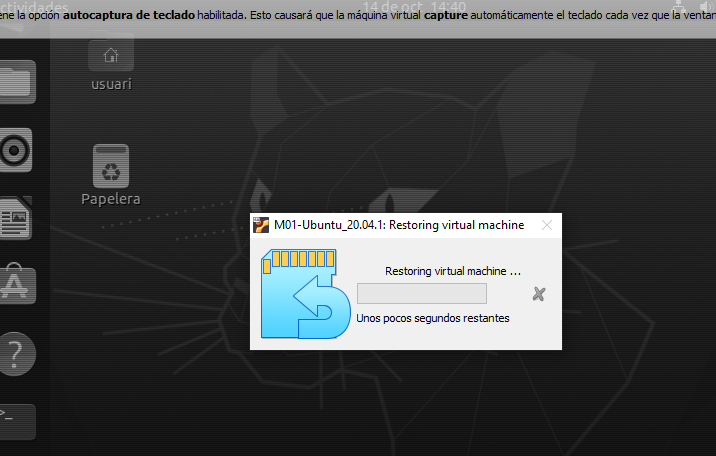 ctividades
14 de oct 14:40
ene la opción autocaptura de teclado habilitada. Esto causará que la máquina virtual capture automáticamente el teclado cada vez que la ventan
usuari
Papelera
M01-Ubuntu_20.04.1: Restoring virtual machine
Restoring virtual machine ...
Unos pocos segundos restantes